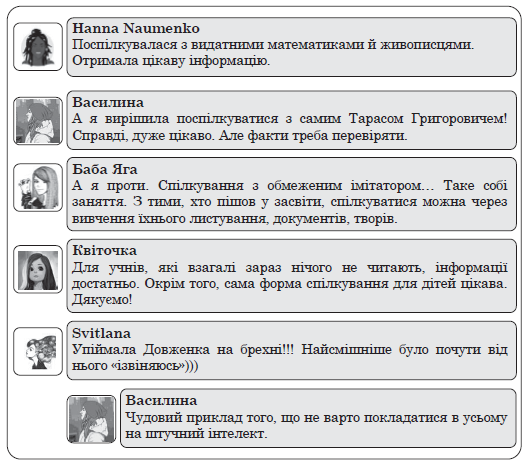 Hanna Naumenko
Поспілкувалася з видатними математиками й живописцями.
Отримала цікаву інформацію.
Василина
А я вирішила поспілкуватися з самим Тарасом Григоровичем!
Справді, дуже цікаво. Але факти треба перевіряти.
Баба Яга
А я проти. Спілкування з обмеженим імітатором... Таке собі
заняття. З тими, хто пішов у засвіти, спілкуватися можна через
вивчення їхнього листування, документів, творів.
Квіточка
Для учнів, які взагалі зараз нічого не читають, інформації
достатньо. Окрім того, сама форма спілкування для дітей цікава.
Дякуємо!
Svitlana
Упіймала Довженка на брехні!!! Найсмішніше було почути від
нього «ізвіняюсь»)))
Василина
Чудовий приклад того, що не варто покладатися в усьому
на штучний інтелект.